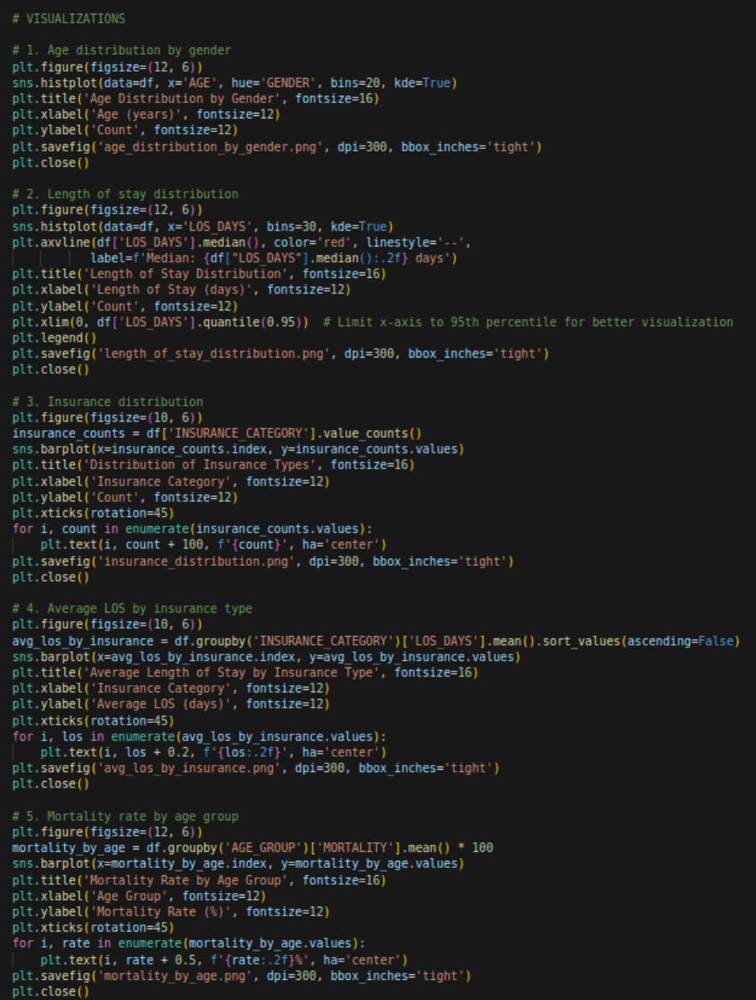 # VISUALIZATIONS
# 1. Age distribution by gender
plt.figure(figsize=(12, 6))
sns.histplot(data=df, x='AGE', hue='GENDER', bins=20, kde=True)
plt.title('Age Distribution by Gender', fontsize=16)
plt.xlabel('Age (years)', fontsize=12)
plt.ylabel('Count', fontsize=12)
plt.savefig('age_distribution_by_gender.png', dpi=300, bbox_inches='tight')
plt.close()
# 2. Length of stay distribution
plt.figure(figsize=(12, 6))
sns.histplot(data=df, x='LOS_DAYS', bins=30, kde=True)
plt.axvline(df['LOS_DAYS'].median(), color='red', linestyle='--',
label=f'Median: {df["LOS_DAYS"].median():.2f} days')
plt.title('Length of Stay Distribution', fontsize=16)
plt.xlabel('Length of Stay (days)', fontsize=12)
plt.ylabel('Count', fontsize=12)
plt.xlim(0, df['LOS_DAYS'].quantile(0.95))  # Limit x-axis to 95th percentile for better visualization
plt.legend()
plt.savefig('length_of_stay_distribution.png', dpi=300, bbox_inches='tight')
plt.close()
# 3. Insurance distribution
plt.figure(figsize=(10, 6))
insurance_counts = df['INSURANCE_CATEGORY'].value_counts()
sns.barplot(x=insurance_counts.index, y=insurance_counts.values)
plt.title('Distribution of Insurance Types', fontsize=16)
plt.xlabel('Insurance Category', fontsize=12)
plt.ylabel('Count', fontsize=12)
plt.xticks(rotation=45)
for i, count in enumerate(insurance_counts.values):
    plt.text(i, count + 100, f'{count}', ha='center')
plt.savefig('insurance_distribution.png', dpi=300, bbox_inches='tight')
plt.close()
# 4. Average LOS by insurance type
plt.figure(figsize=(10, 6))
avg_los_by_insurance = df.groupby('INSURANCE_CATEGORY')['LOS_DAYS'].mean().sort_values(ascending=False)
sns.barplot(x=avg_los_by_insurance.index, y=avg_los_by_insurance.values)
plt.title('Average Length of Stay by Insurance Type', fontsize=16)
plt.xlabel('Insurance Category', fontsize=12)
plt.ylabel('Average LOS (days)', fontsize=12)
plt.xticks(rotation=45)
for i, los in enumerate(avg_los_by_insurance.values):
    plt.text(i, los + 0.2, f'{los:.2f}', ha='center')
plt.savefig('avg_los_by_insurance.png', dpi=300, bbox_inches='tight')
plt.close()
# 5. Mortality rate by age group
plt.figure(figsize=(12, 6))
mortality_by_age = df.groupby('AGE_GROUP')['MORTALITY'].mean() * 100
sns.barplot(x=mortality_by_age.index, y=mortality_by_age.values)
plt.title('Mortality Rate by Age Group', fontsize=16)
plt.xlabel('Age Group', fontsize=12)
plt.ylabel('Mortality Rate (%)', fontsize=12)
plt.xticks(rotation=45)
for i, rate in enumerate(mortality_by_age.values):
    plt.text(i, rate + 0.5, f'{rate:.2f}%', ha='center')
plt.savefig('mortality_by_age.png', dpi=300, bbox_inches='tight')
plt.close()